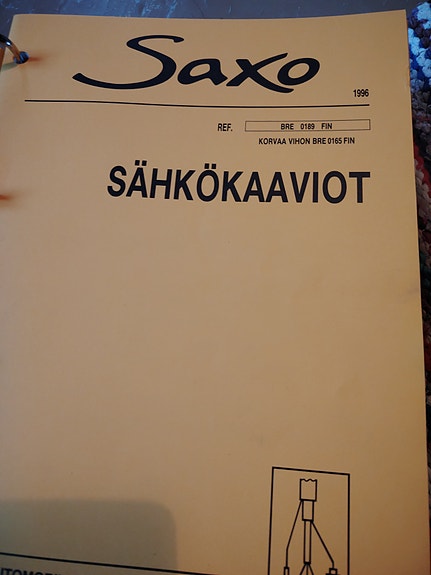 Saxo
1996
REF. BRE 0189 FIN
KORVAA VIHON BRE 0165 FIN
SÄHKÖKAAVIOT